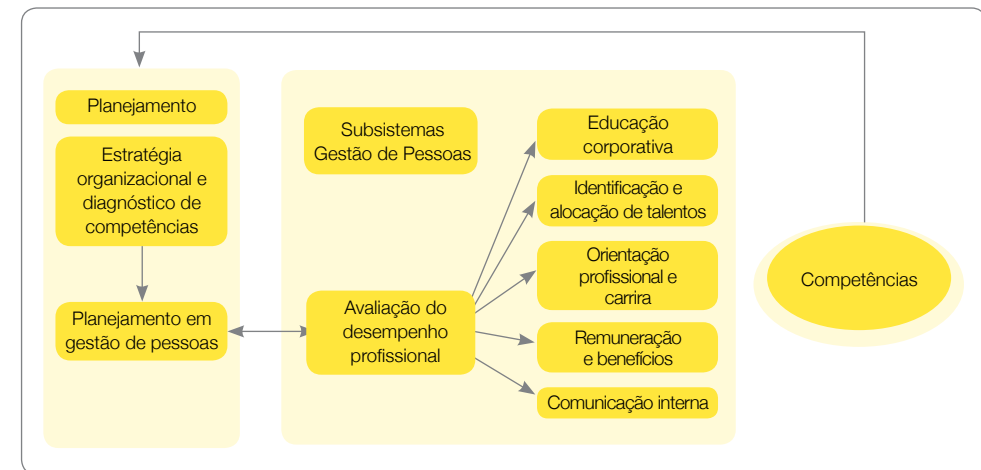 Planejamento
Estratégia
organizacional e
diagnóstico de
competências
Planejamento em
gestão de pessoas
Subsistemas
Gestão de Pessoas
Avaliação do
desempenho
profissional
Educação
corporativa
Identificação e
alocação de talentos
Orientação
profissional e
carrira
Remuneração
e benefícios
Comunicação interna
Competências